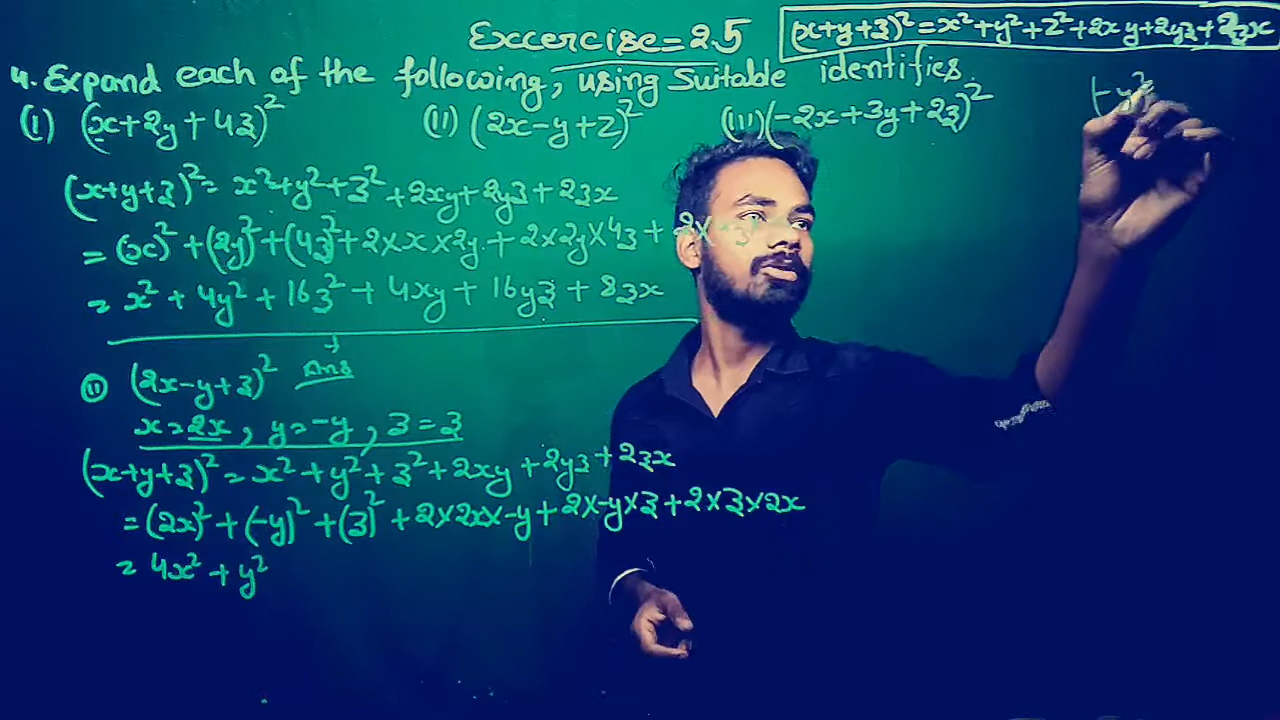 Excercise = 2.5
(x+y+z)² = x²+y²+z²+2xy+2yz+2zx
4. Expand each of the following, using Suitable identifies.
(I) (x+2y+4z)² (II) (2x-y+z)² (III) (-2x+3y+2z)²
(x+y+z)² = x²+y²+z²+2xy+2yz+2zx
= (x)²+(2y)²+(4z)²+2×x×2y+2×2y×4z+2×
= x²+4y²+16z²+4xy+16yz+8zx
Ans
(II) (2x-y+z)²
x=2x, y=-y, z=z
(x+y+z)² = x²+y²+z²+2xy+2yz+2zx
= (2x)²+(-y)²+(z)²+2×2x×-y+2×-y×z+2×z×2x
= 4x²+y²